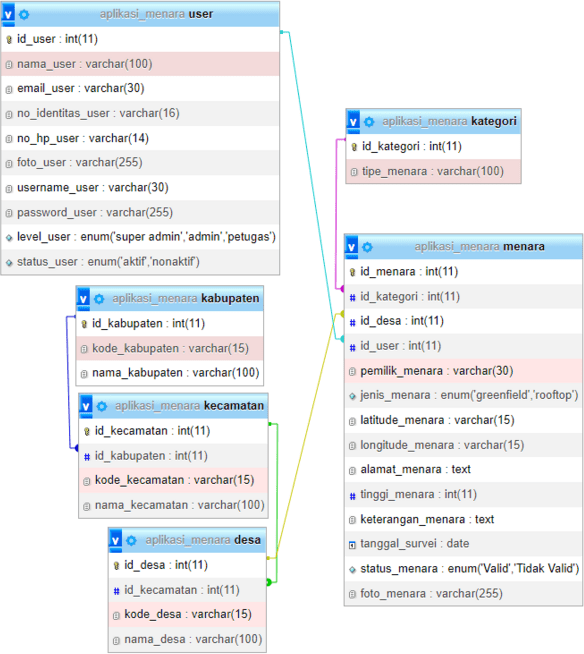 aplikasi_menara user
id_user : int(11)
nama_user : varchar(100)
email_user : varchar(30)
no_identitas_user : varchar(16)
no_hp_user : varchar(14)
foto_user : varchar(255)
username_user : varchar(30)
password_user : varchar(255)
level_user : enum('super admin','admin','petugas')
status_user : enum('aktif','nonaktif')
aplikasi_menara kategori
id_kategori : int(11)
tipe_menara : varchar(100)
aplikasi_menara menara
id_menara : int(11)
id_kategori : int(11)
id_desa : int(11)
id_user : int(11)
pemilik_menara : varchar(30)
jenis_menara : enum('greenfield','rooftop')
latitude_menara : varchar(15)
longitude_menara : varchar(15)
alamat_menara : text
tinggi_menara : int(11)
keterangan_menara : text
tanggal_survei : date
status_menara : enum('Valid','Tidak Valid')
foto_menara : varchar(255)
aplikasi_menara kabupaten
id_kabupaten : int(11)
kode_kabupaten : varchar(15)
nama_kabupaten : varchar(100)
aplikasi_menara kecamatan
id_kecamatan : int(11)
id_kabupaten : int(11)
kode_kecamatan : varchar(15)
nama_kecamatan : varchar(100)
aplikasi_menara desa
id_desa : int(11)
id_kecamatan : int(11)
kode_desa : varchar(15)
nama_desa : varchar(100)